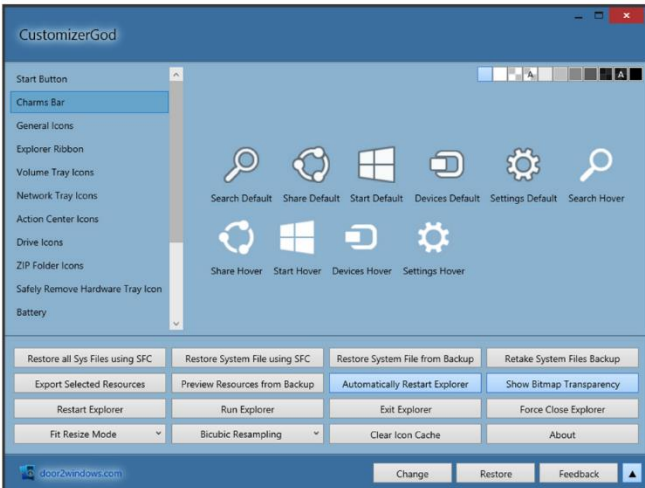 CustomizerGod
Start Button
Charms Bar
General Icons
Explorer Ribbon
Volume Tray Icons
Network Tray Icons
Action Center Icons
Drive Icons
ZIP Folder Icons
Safely Remove Hardware Tray Icon
Battery
A A
Search Default Share Default Start Default Devices Default Settings Default Search Hover
Share Hover Start Hover Devices Hover Settings Hover
Restore all Sys Files using SFC Restore System File using SFC Restore System File from Backup Retake System Files Backup
Export Selected Resources Preview Resources from Backup Automatically Restart Explorer Show Bitmap Transparency
Restart Explorer Run Explorer Exit Explorer Force Close Explorer
Fit Resize Mode Bicubic Resampling Clear Icon Cache About
door2windows.com Change Restore Feedback